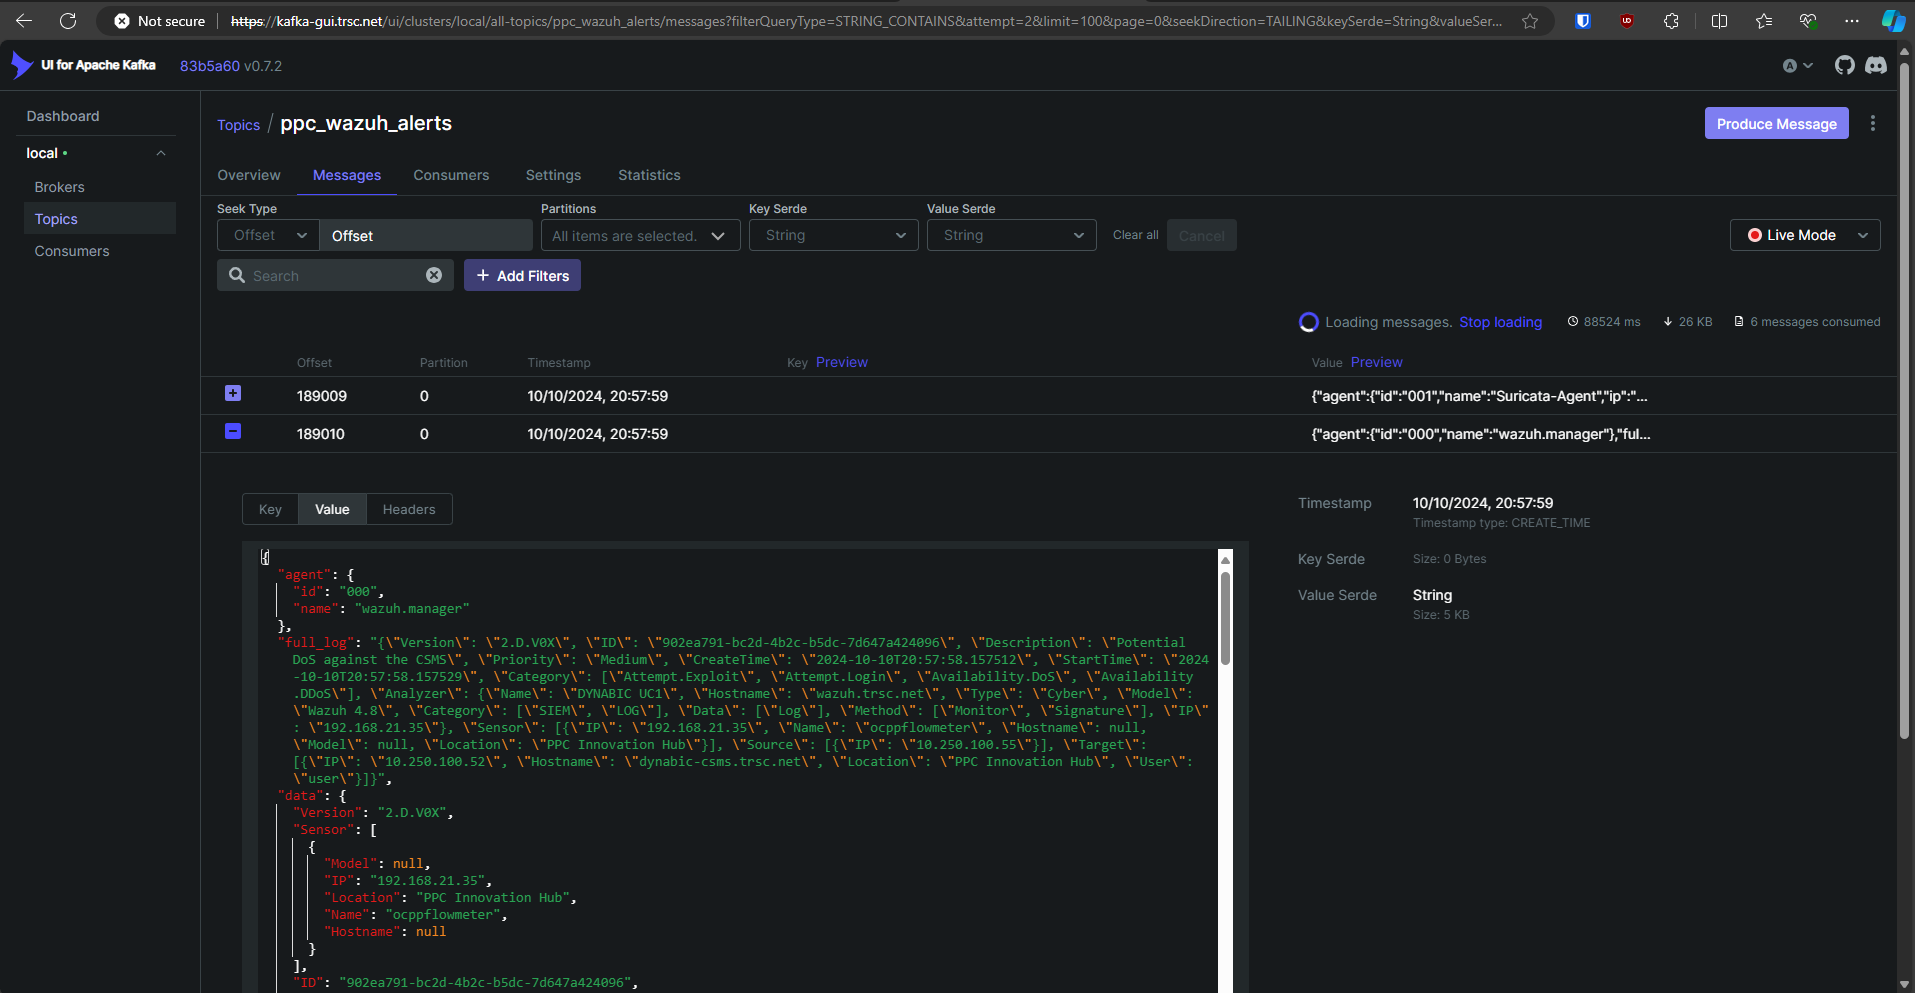 Not secure
https://kafka-gui.trsc.net/ui/clusters/local/all-topics/ppc_wazuh_alerts/messages?filterQueryType=STRING_CONTAINS&attempt=2&limit=100&page=0&seekDirection=TAILING&keySerde=String&valueSer...
UI for Apache Kafka 83b5a60 v0.7.2
A
Dashboard
local
Brokers
Topics
Consumers
Topics / ppc_wazuh_alerts
Produce Message
Overview Messages Consumers Settings Statistics
Seek Type Partitions Key Serde Value Serde
Offset Offset All items are selected. String String Clear all Cancel Live Mode
Search + Add Filters
Loading messages. Stop loading 88524 ms 26 KB 6 messages consumed
Offset Partition Timestamp Key Preview Value Preview
189009 0 10/10/2024, 20:57:59 {"agent":{"id":"001","name":"Suricata-Agent","ip":"...
189010 0 10/10/2024, 20:57:59 {"agent":{"id":"000","name":"wazuh.manager"},"ful...
Key Value Headers
{
"agent": {
"id": "000",
"name": "wazuh.manager"
},
"full_log": "{\"Version\": \"2.D.V0X\", \"ID\": \"902ea791-bc2d-4b2c-b5dc-7d647a424096\", \"Description\": \"Potential
DoS against the CSMS\", \"Priority\": \"Medium\", \"CreateTime\": \"2024-10-10T20:57:58.157512\", \"StartTime\": \"2024
-10-10T20:57:58.157529\", \"Category\": [\"Attempt.Exploit\", \"Attempt.Login\", \"Availability.DoS\", \"Availability
.DDoS\"], \"Analyzer\": {\"Name\": \"DYNABIC UC1\", \"Hostname\": \"wazuh.trsc.net\", \"Type\": \"Cyber\", \"Model\":
\"Wazuh 4.8\", \"Category\": [\"SIEM\", \"LOG\"], \"Data\": [\"Log\"], \"Method\": [\"Monitor\", \"Signature\"], \"IP\"
: \"192.168.21.35\"}, \"Sensor\": [{\"IP\": \"192.168.21.35\", \"Name\": \"ocppflowmeter\", \"Hostname\": null,
\"Model\": null, \"Location\": \"PPC Innovation Hub\"}], \"Source\": [{\"IP\": \"10.250.100.55\"}], \"Target\":
[{\"IP\": \"10.250.100.52\", \"Hostname\": \"dynabic-csms.trsc.net\", \"Location\": \"PPC Innovation Hub\", \"User\":
\"user\"}]}",
"data": {
"Version": "2.D.V0X",
"Sensor": [
{
"Model": null,
"IP": "192.168.21.35",
"Location": "PPC Innovation Hub",
"Name": "ocppflowmeter",
"Hostname": null
}
],
"ID": "902ea791-bc2d-4b2c-b5dc-7d647a424096",
Timestamp 10/10/2024, 20:57:59
Timestamp type: CREATE_TIME
Key Serde Size: 0 Bytes
Value Serde String
Size: 5 KB